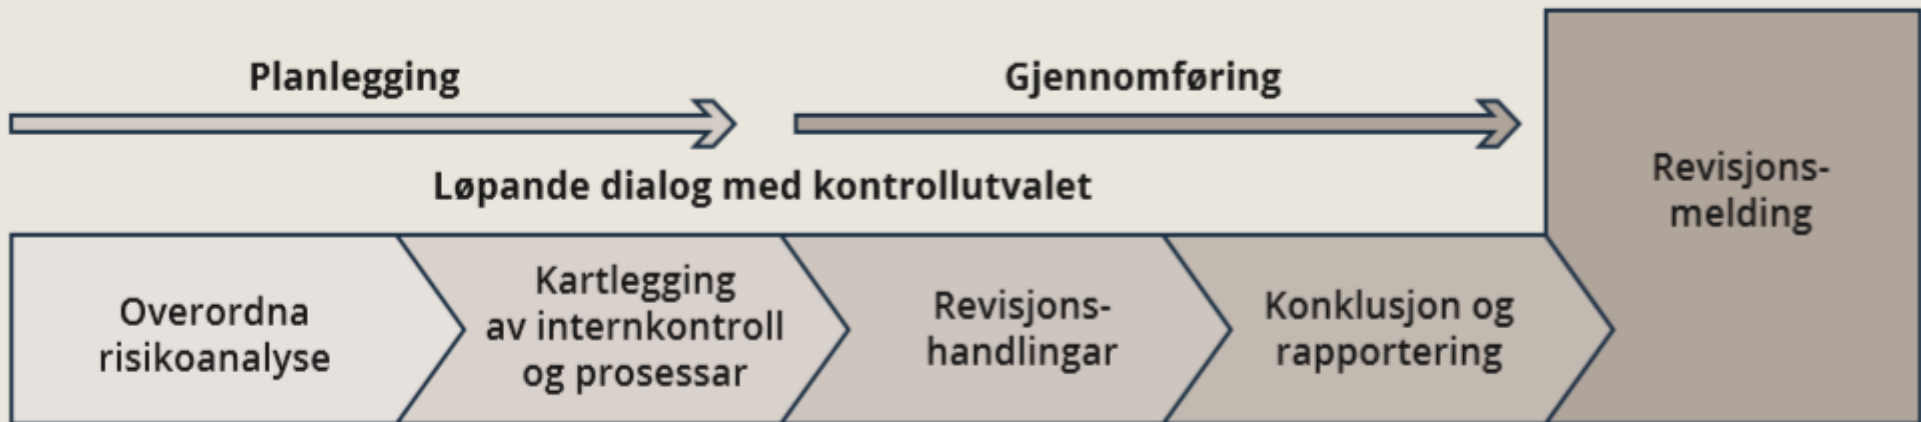 Planlegging
Gjennomføring
Løpande dialog med kontrollutvalet
Overordna
risikoanalyse
Kartlegging
av internkontroll
og prosessar
Revisjons-
handlingar
Konklusjon og
rapportering
Revisjons-
melding